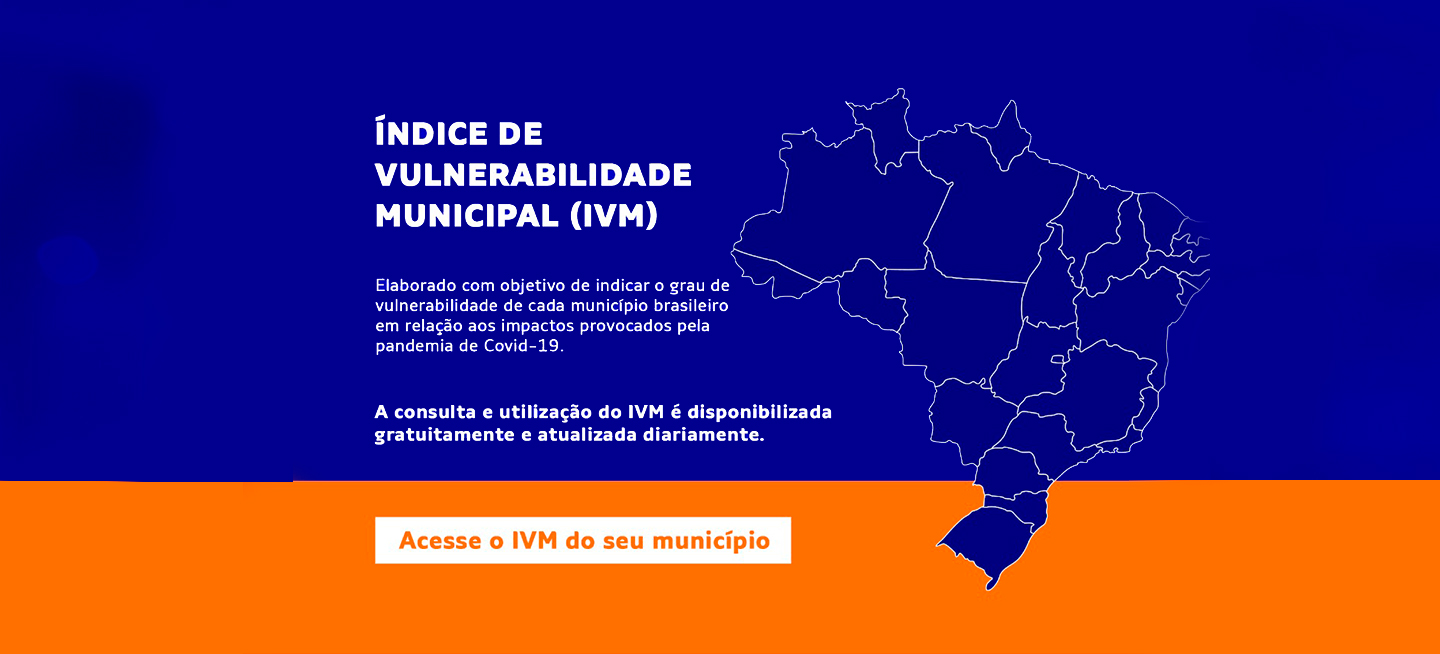 ÍNDICE DE
VULNERABILIDADE
MUNICIPAL (IVM)
Elaborado com objetivo de indicar o grau de
vulnerabilidade de cada município brasileiro
em relação aos impactos provocados pela
pandemia de Covid-19.
A consulta e utilização do IVM é disponibilizada
gratuitamente e atualizada diariamente.
Acesse o IVM do seu município